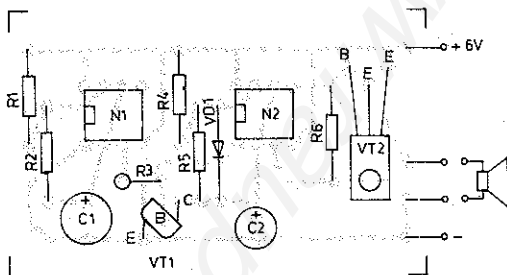 B
E
E
+ 6V
R1
R4
N1
VD1
N2
R6
VT2
R2
R5
R3
C
+
C1
B
+
C2
E
VT1
-